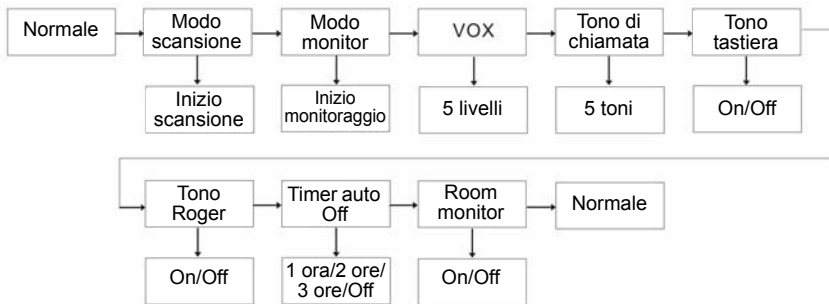 Normale
Modo
scansione
Modo
monitor
VOX
Tono di
chiamata
Tono
tastiera
Inizio
scansione
Inizio
monitoraggio
5 livelli
5 toni
On/Off
Tono
Roger
Timer auto
Off
Room
monitor
Normale
On/Off
1 ora/2 ore/
3 ore/Off
On/Off